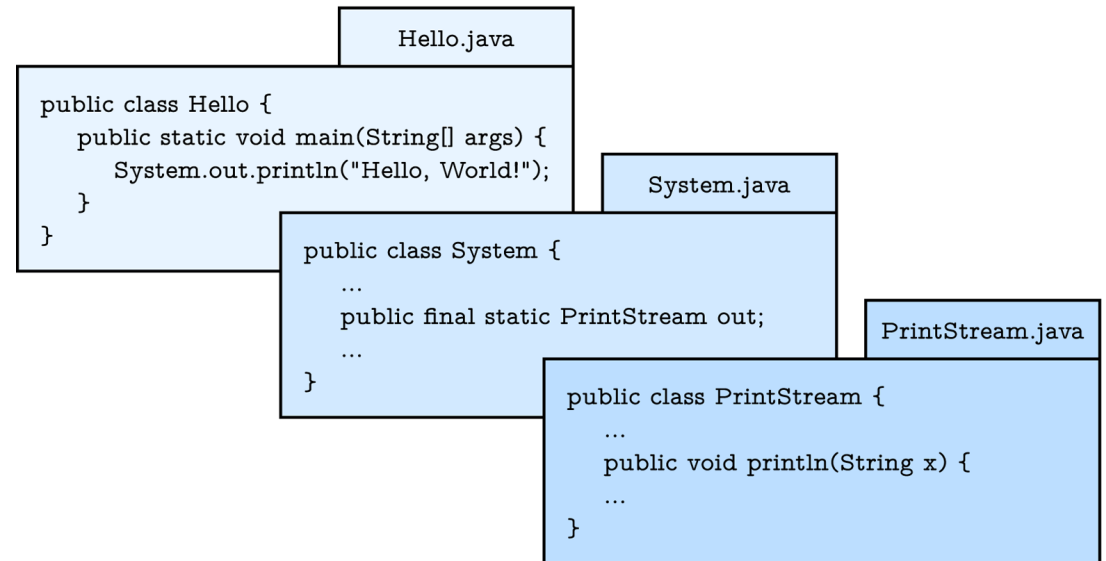 Hello.java
public class Hello {
public static void main(String[] args) {
System.out.println("Hello, World!");
}
}
System.java
public class System {
...
public final static PrintStream out;
...
}
PrintStream.java
public class PrintStream {
...
public void println(String x) {
...
}